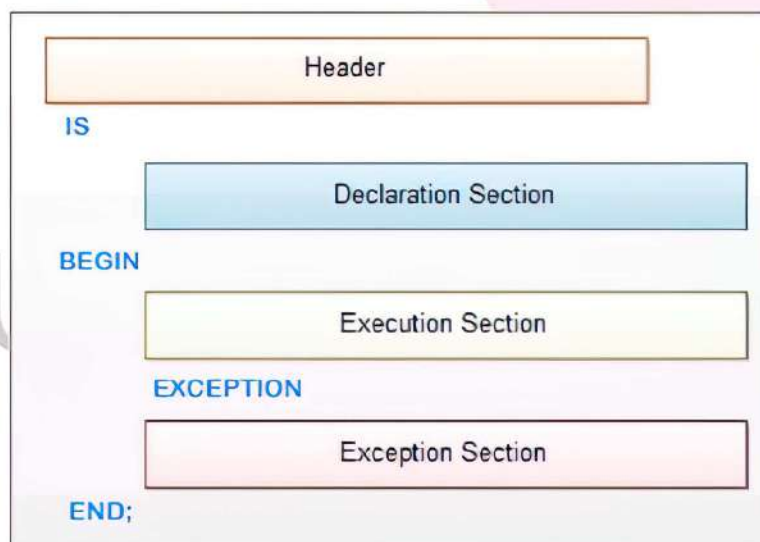 Header
IS
Declaration Section
BEGIN
Execution Section
EXCEPTION
Exception Section
END;